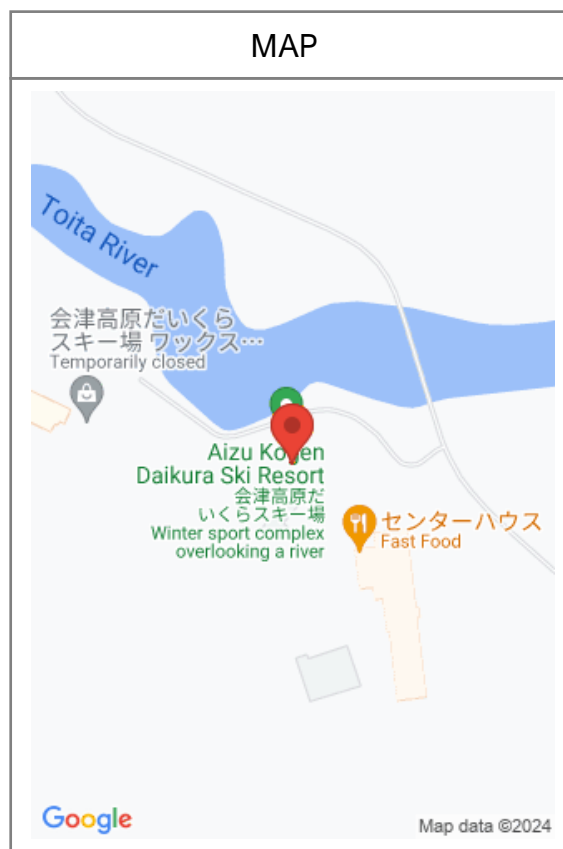 MAP
Toita River
会津高原だいくら
スキー場 ワックス…
Temporarily closed
Aizu Kogen
Daikura Ski Resort
会津高原だ
いくらスキー場
Winter sport complex
overlooking a river
センターハウス
Fast Food
Google
Map data ©2024